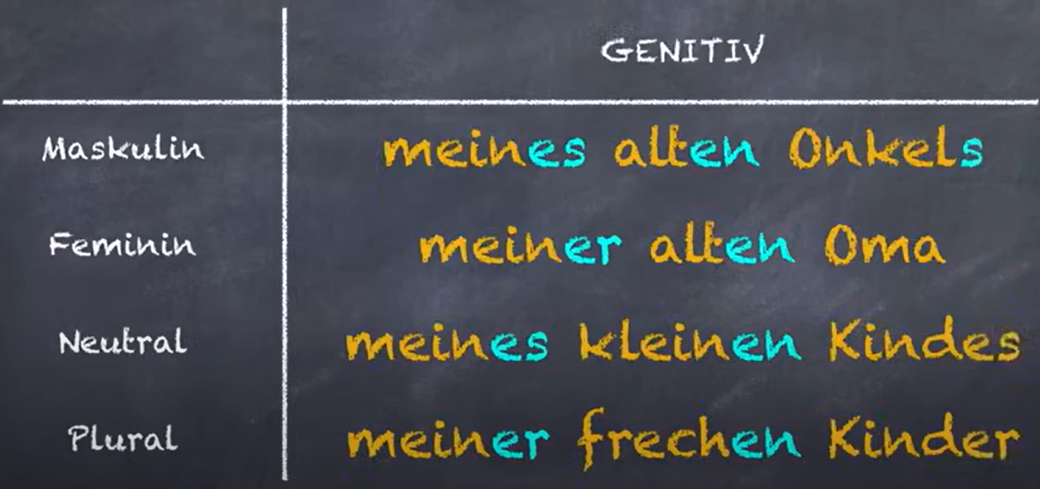 GENITIV
Maskulin meines alten Onkels
Feminin meiner alten Oma
Neutral meines kleinen Kindes
Plural meiner frechen Kinder